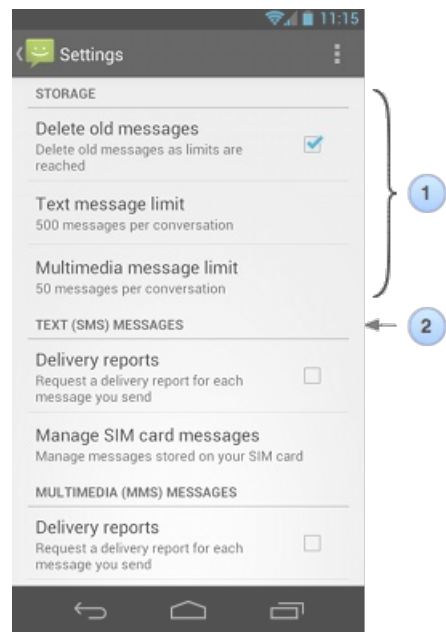 11:15
Settings
STORAGE
Delete old messages
Delete old messages as limits are
reached
Text message limit
500 messages per conversation
Multimedia message limit
50 messages per conversation
1
TEXT (SMS) MESSAGES
2
Delivery reports
Request a delivery report for each
message you send
Manage SIM card messages
Manage messages stored on your SIM card
MULTIMEDIA (MMS) MESSAGES
Delivery reports
Request a delivery report for each
message you send